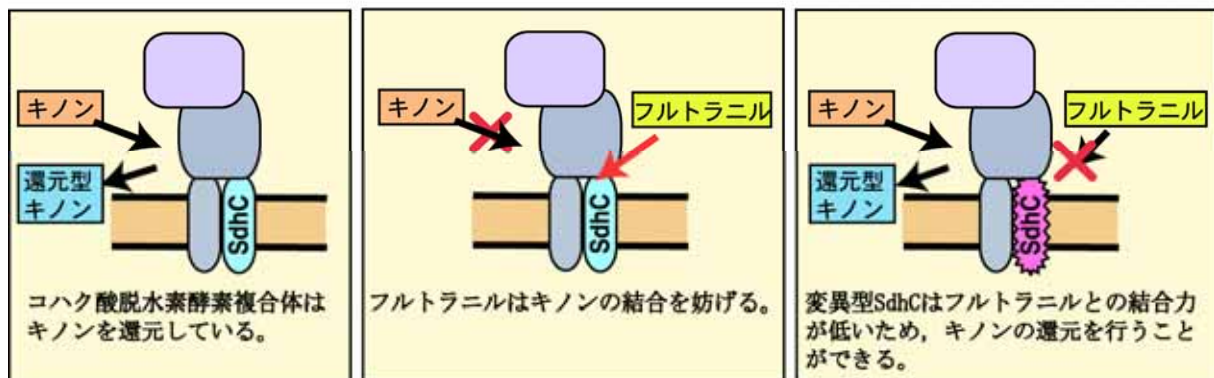 キノン
還元型
キノン
SdhC
コハク酸脱水素酵素複合体は
キノンを還元している。
キノン
フルトラニル
SdhC
フルトラニルはキノンの結合を妨げる。
キノン
フルトラニル
還元型
キノン
SdhC
変異型SdhCはフルトラニルとの結合力
が低いため，キノンの還元を行うこと
ができる。